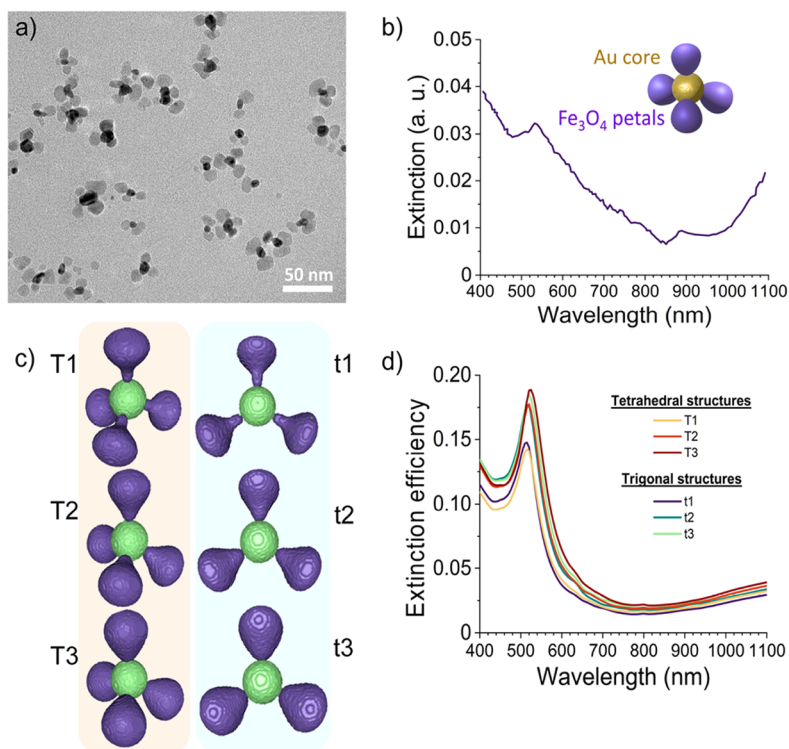 a)
50 nm
b)
Extinction (a. u.)
0.05
0.04
0.03
0.02
0.01
0
400 500 600 700 800 900 1000 1100
Wavelength (nm)
Au core
Fe₃O₄ petals
c)
T1
t1
T2
t2
T3
t3
d)
Extinction efficiency
0.20
0.15
0.10
0.05
0
400 500 600 700 800 900 1000 1100
Wavelength (nm)
Tetrahedral structures
T1
T2
T3
Trigonal structures
t1
t2
t3